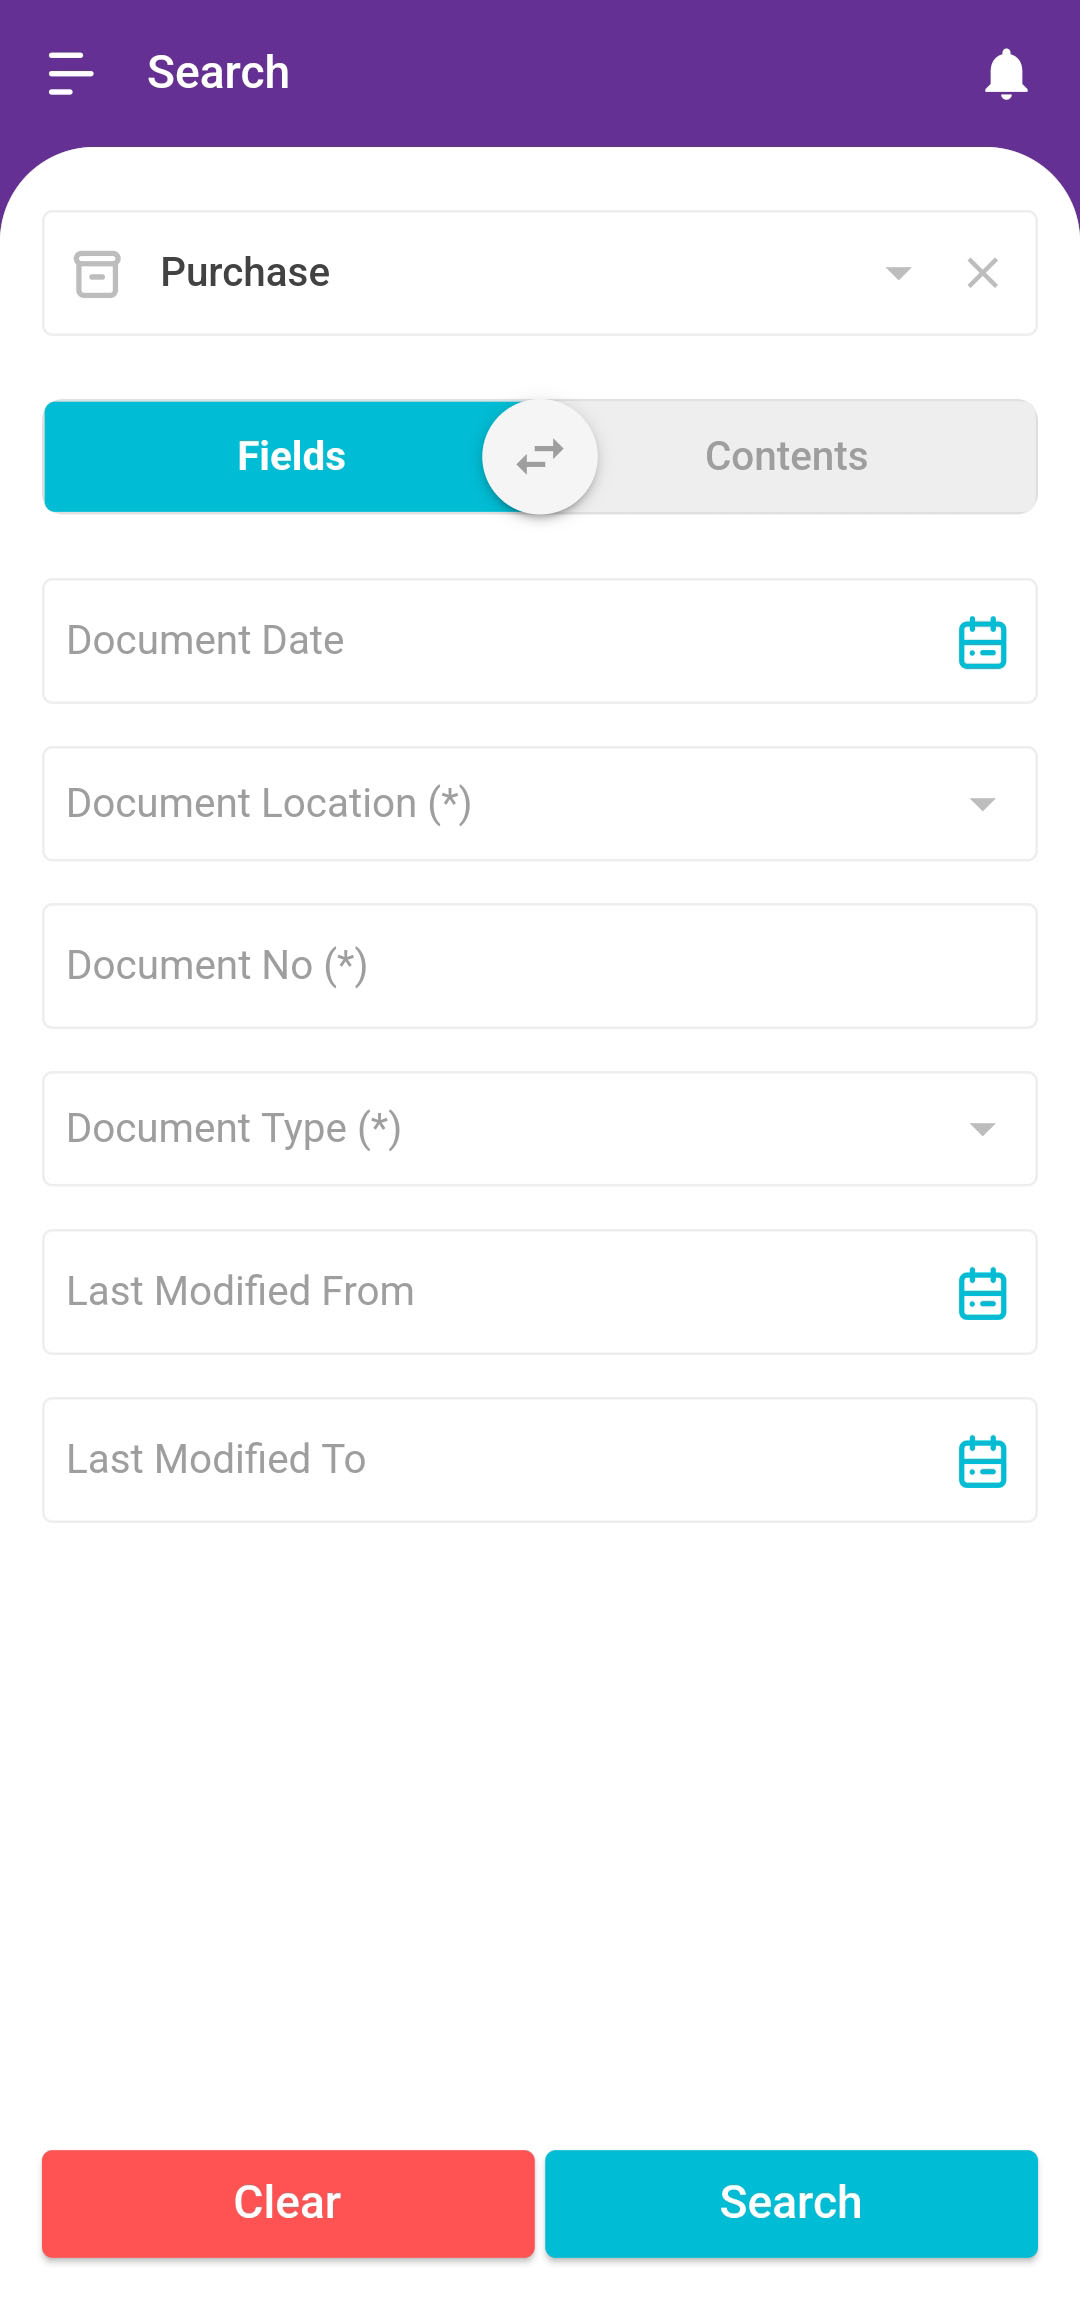 Search
Purchase
Fields
Contents
Document Date
Document Location (*)
Document No (*)
Document Type (*)
Last Modified From
Last Modified To
Clear
Search